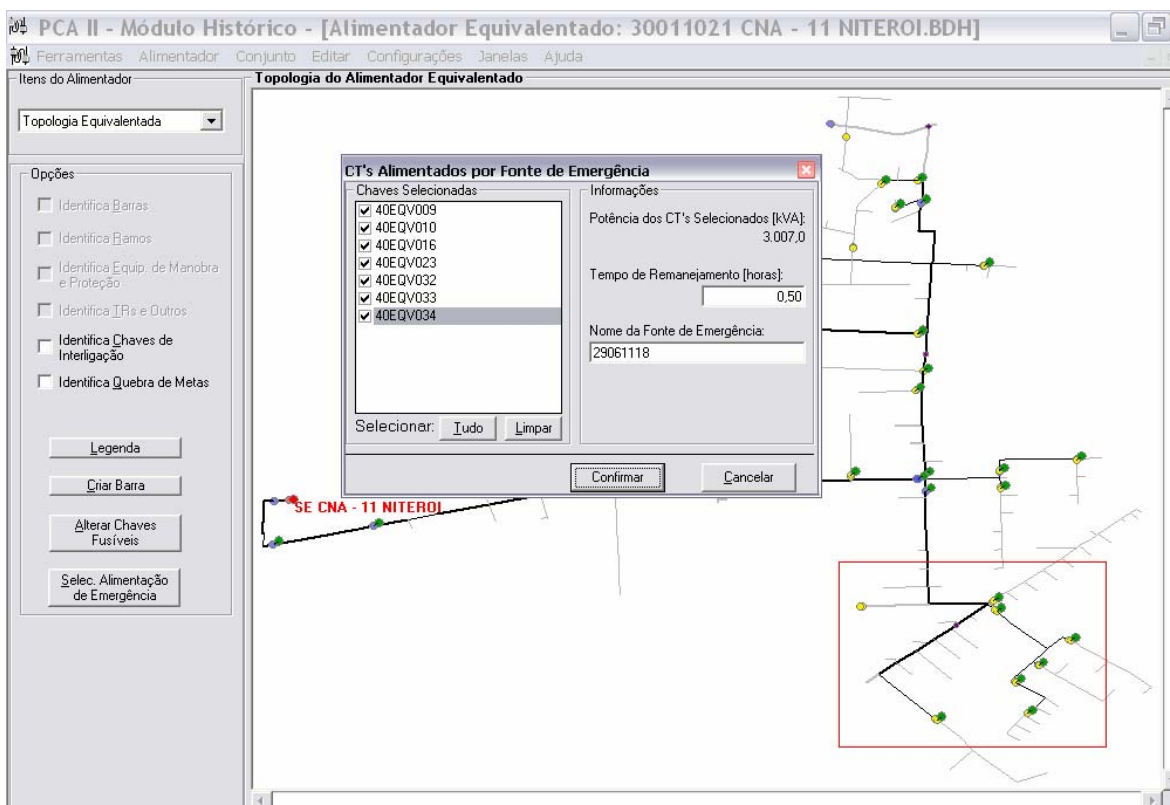 PCA II - Módulo Histórico - [Alimentador Equivalentado: 30011021 CNA - 11 NITEROI.BDH]
Ferramentas Alimentador Conjunto Editar Configurações Janelas Ajuda
Itens do Alimentador
Topologia Equivalentada
Opções
Identifica Barras
Identifica Ramos
Identifica Equip. de Manobra
e Proteção
Identifica TRs e Outros
Identifica Chaves de
Interligação
Identifica Quebra de Metas
Legenda
Criar Barra
Alterar Chaves
Fusíveis
Selec. Alimentação
de Emergência
Topologia do Alimentador Equivalentado
CT's Alimentados por Fonte de Emergência
Chaves Selecionadas
40EQV009
40EQV010
40EQV016
40EQV023
40EQV032
40EQV033
40EQV034
Selecionar: Tudo Limpar
Informações
Potência dos CT's Selecionados [kVA]:
3.007,0
Tempo de Remanejamento [horas]:
0,50
Nome da Fonte de Emergência:
29061118
Confirmar Cancelar
SE CNA - 11 NITEROI